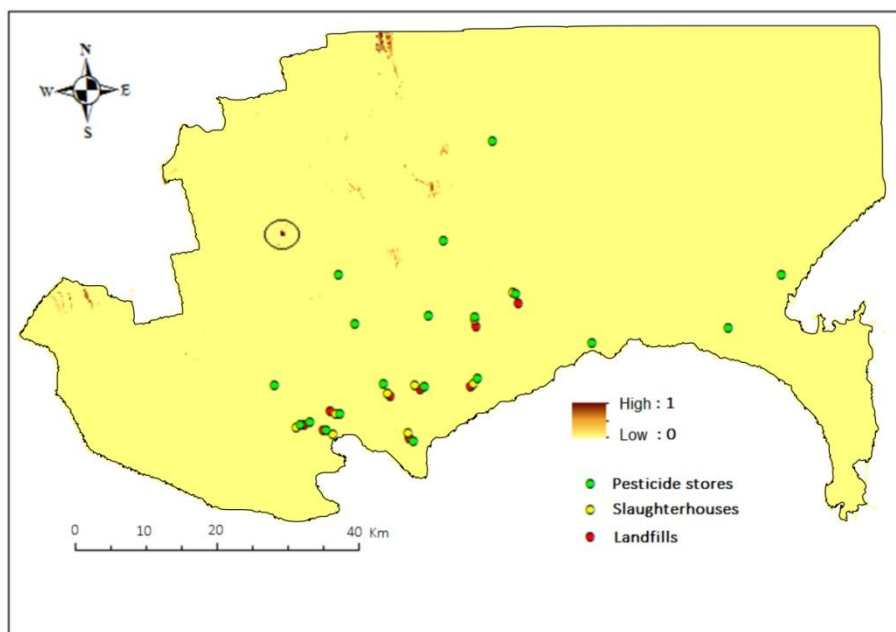 N
W E
S
High : 1
Low : 0
Pesticide stores
Slaughterhouses
Landfills
0 10 20 40 Km